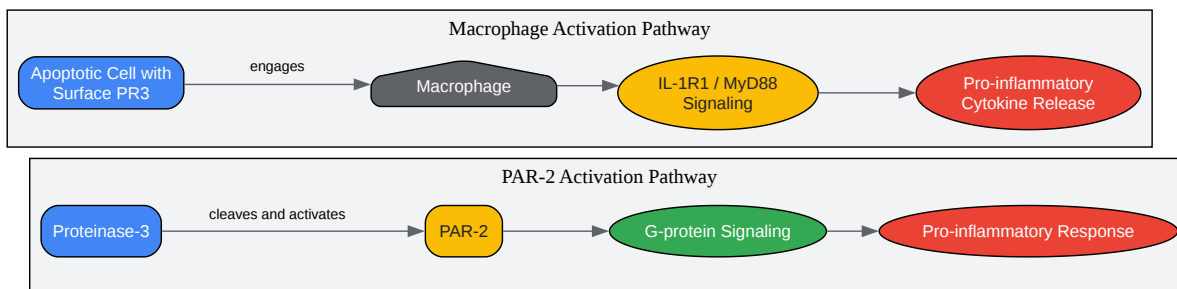 Macrophage Activation Pathway
Apoptotic Cell with
Surface PR3
engages
Macrophage
IL-1R1 / MyD88
Signaling
Pro-inflammatory
Cytokine Release
PAR-2 Activation Pathway
Proteinase-3
cleaves and activates
PAR-2
G-protein Signaling
Pro-inflammatory Response